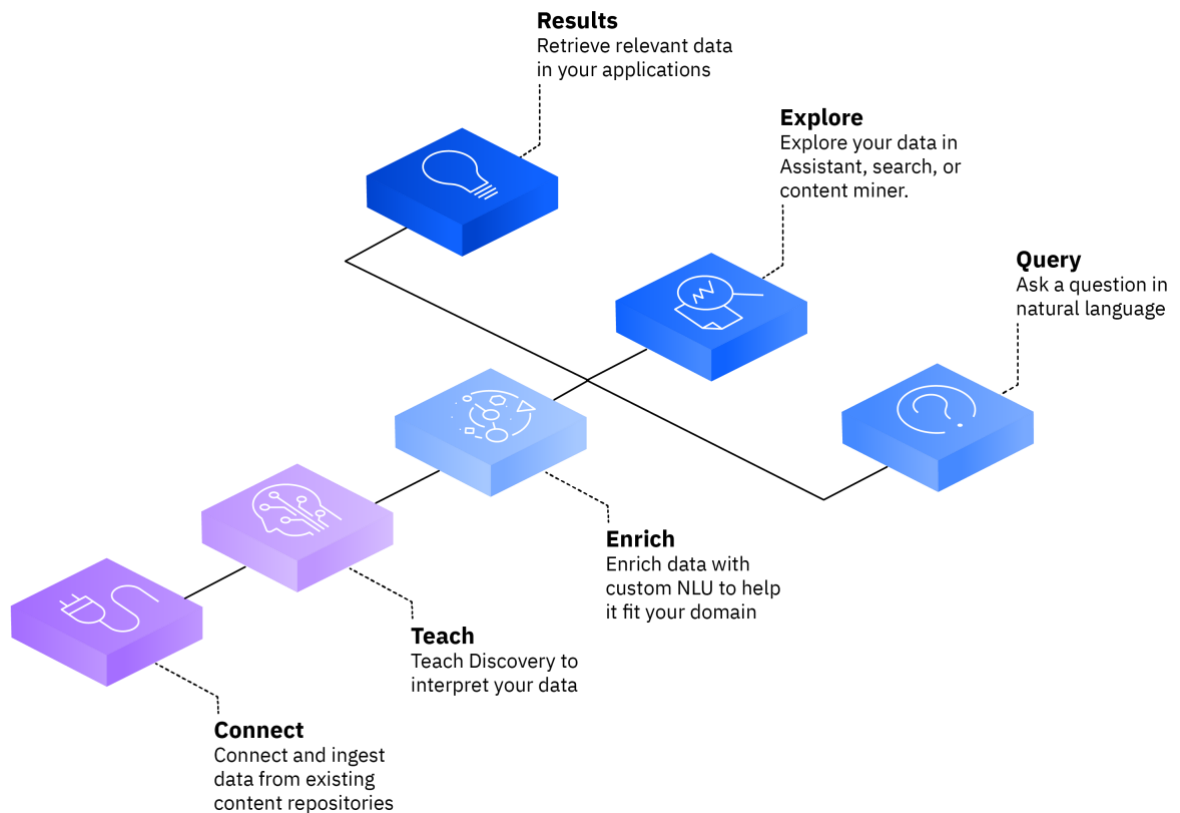 Results
Retrieve relevant data
in your applications
Explore
Explore your data in
Assistant, search, or
content miner.
Query
Ask a question in
natural language
Enrich
Enrich data with
custom NLU to help
it fit your domain
Teach
Teach Discovery to
interpret your data
Connect
Connect and ingest
data from existing
content repositories